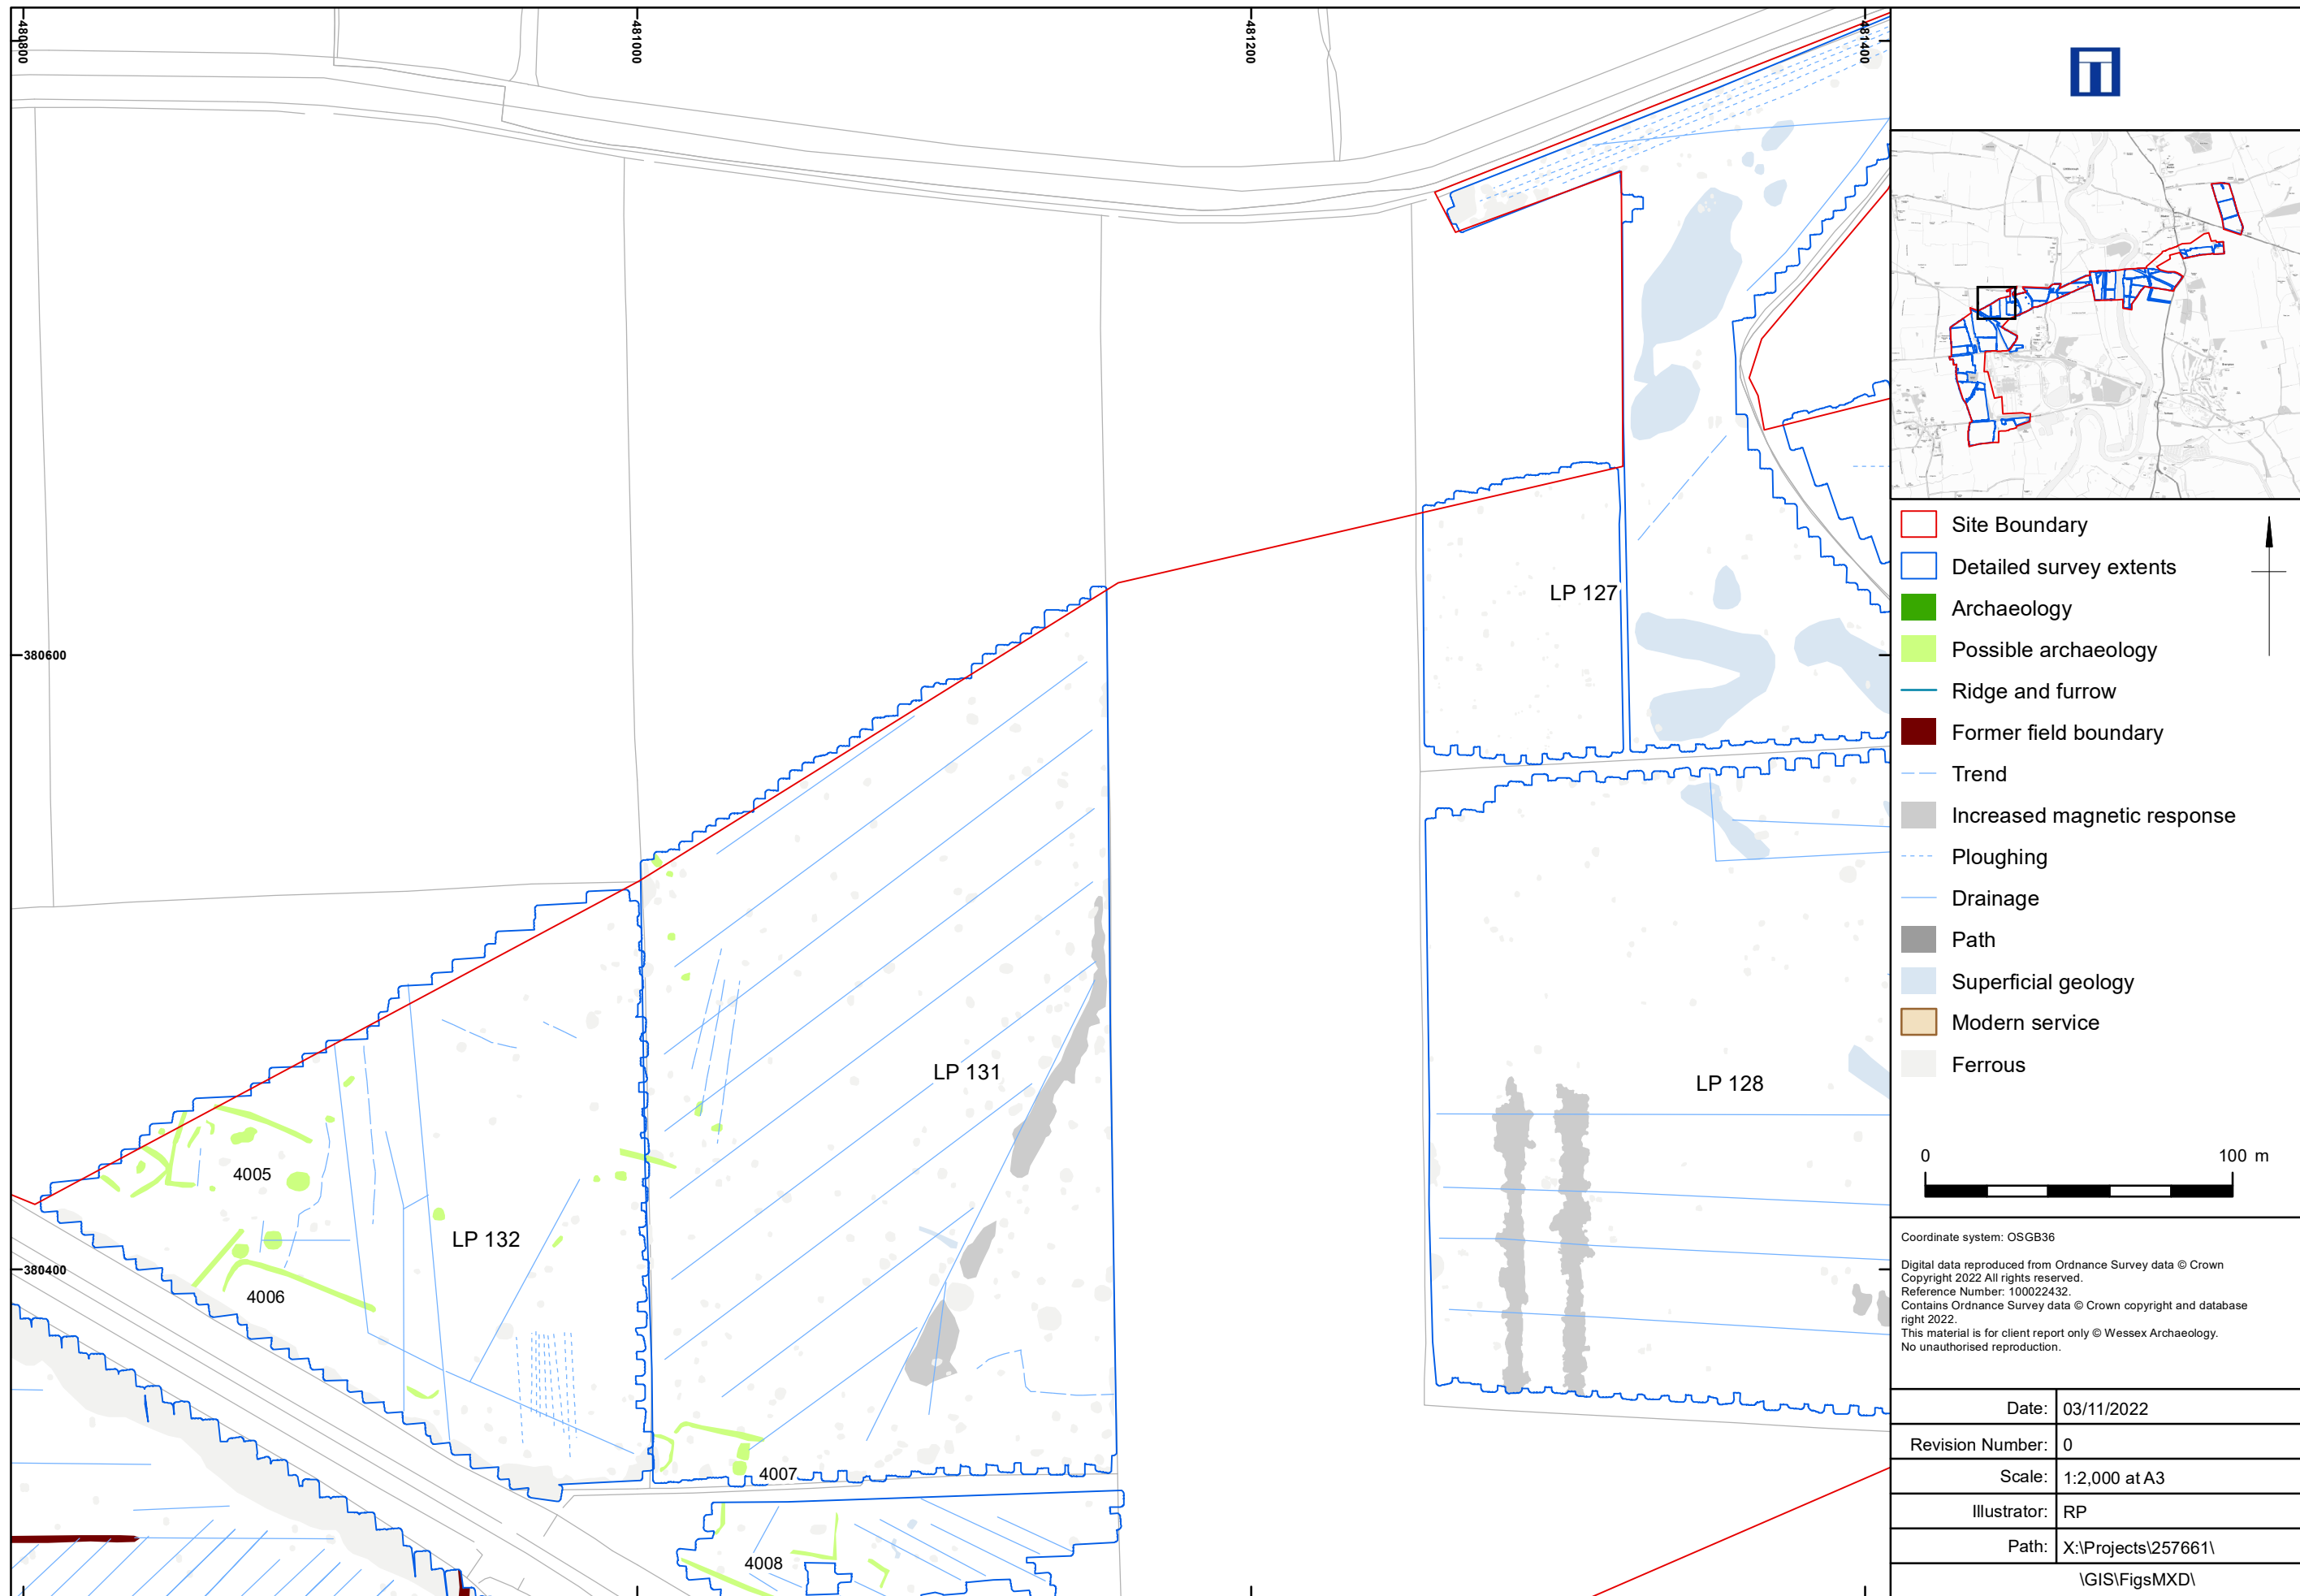 480800
481000
481200
481400
380600
380400
LP 127
LP 131
LP 128
LP 132
4005
4006
4007
4008
Site Boundary
Detailed survey extents
Archaeology
Possible archaeology
Ridge and furrow
Former field boundary
Trend
Increased magnetic response
Ploughing
Drainage
Path
Superficial geology
Modern service
Ferrous
0 100 m
Coordinate system: OSGB36
Digital data reproduced from Ordnance Survey data © Crown
Copyright 2022 All rights reserved.
Reference Number: 100022432.
Contains Ordnance Survey data © Crown copyright and database
right 2022.
This material is for client report only © Wessex Archaeology.
No unauthorised reproduction.
Date: 03/11/2022
Revision Number: 0
Scale: 1:2,000 at A3
Illustrator: RP
Path: X:\Projects\257661\
\GIS\FigsMXD\